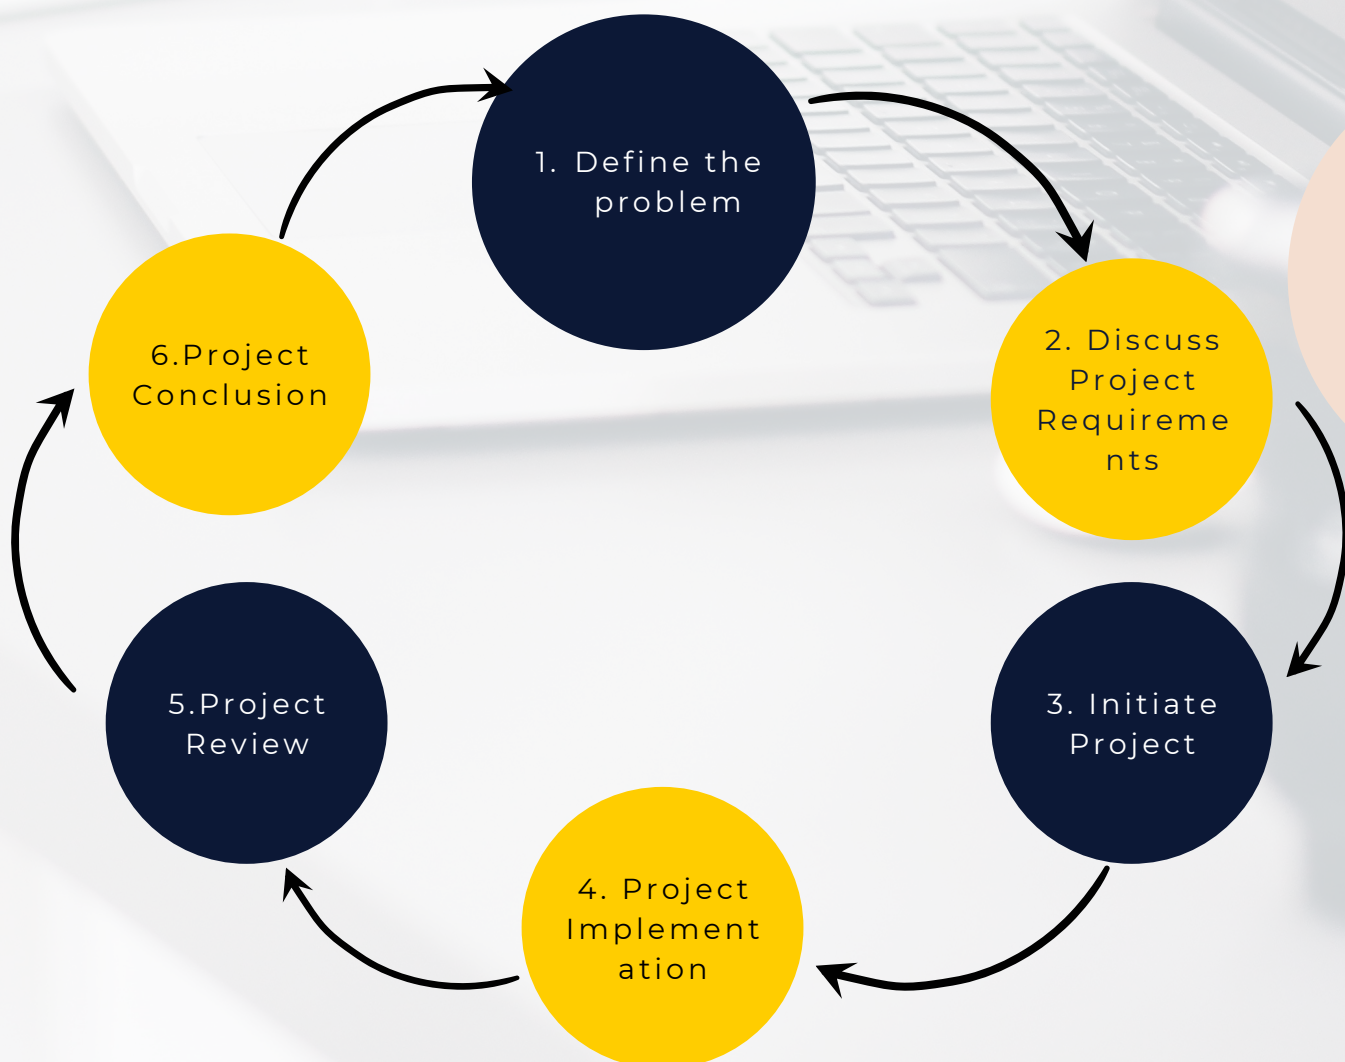 1. Define the
problem
2. Discuss
Project
Requireme
nts
3. Initiate
Project
4. Project
Implement
ation
5.Project
Review
6.Project
Conclusion